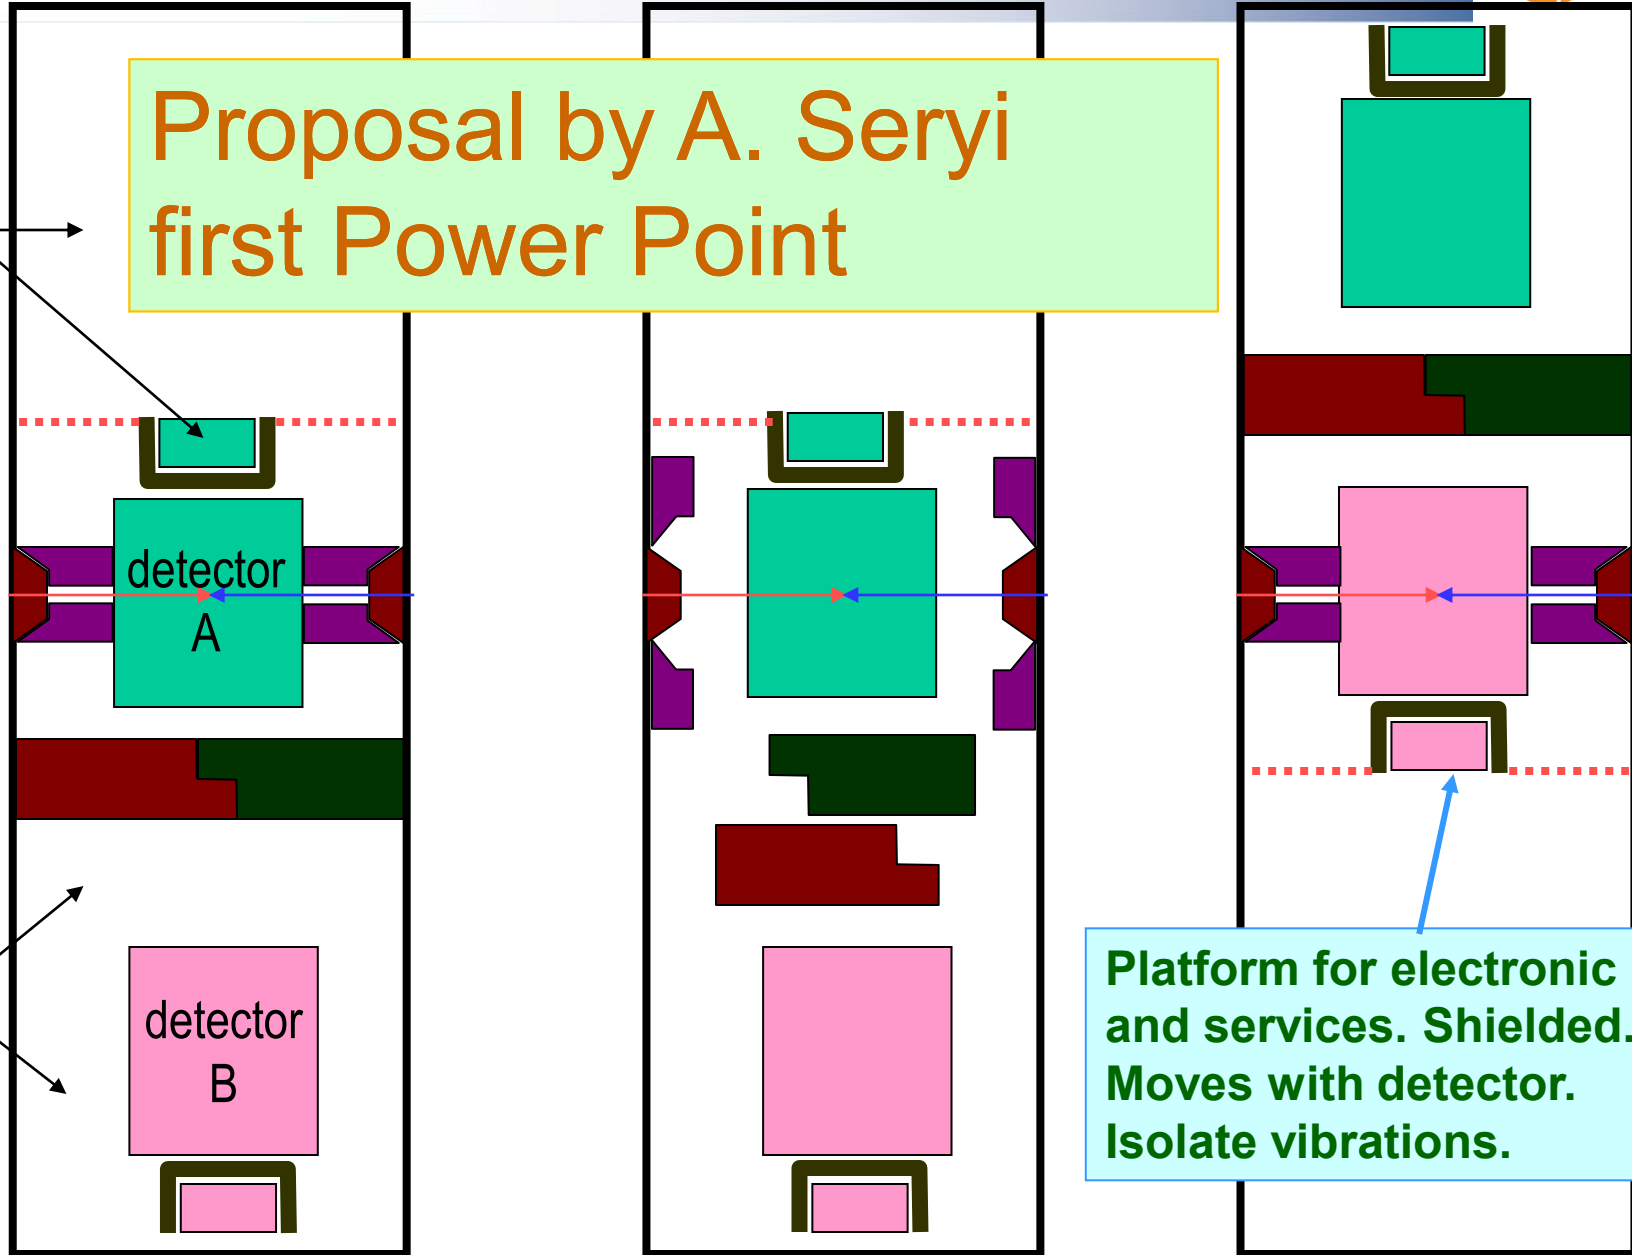 Proposal by A. Seryi
first Power Point
detector
A
detector
B
Platform for electronic
and services. Shielded.
Moves with detector.
Isolate vibrations.